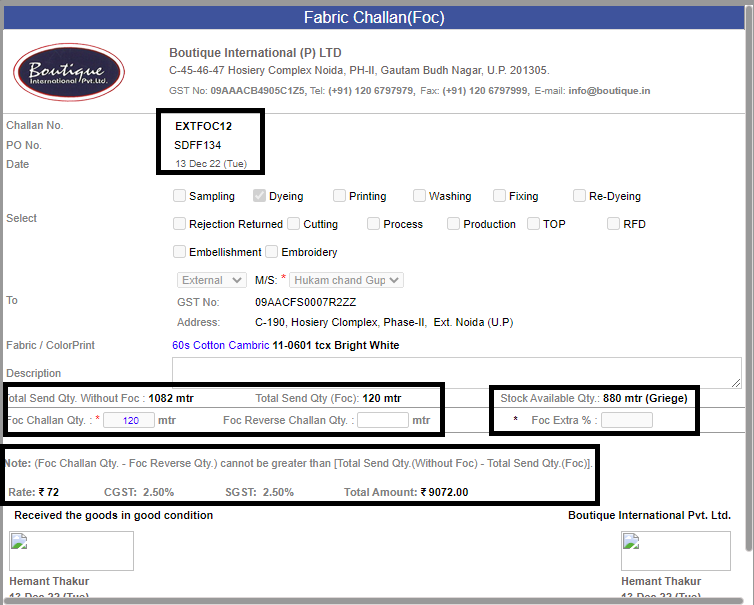 Fabric Challan(Foc)
Boutique
International Pvt.Ltd.
Boutique International (P) LTD
C-45-46-47 Hosiery Complex Noida, PH-II, Gautam Budh Nagar, U.P. 201305.
GST No: 09AAACB4905C1Z5, Tel: (+91) 120 6797979, Fax: (+91) 120 6797999, E-mail: info@boutique.in
Challan No. EXTFOC12
PO No. SDFF134
Date 13 Dec 22 (Tue)
Sampling Dyeing Printing Washing Fixing Re-Dyeing
Select Rejection Returned Cutting Process Production TOP RFD
Embellishment Embroidery
External M/S: * Hukam chand Gup
To GST No: 09AACFS0007R2ZZ
Address: C-190, Hosiery Clomplex, Phase-II, Ext. Noida (U.P)
Fabric / ColorPrint 60s Cotton Cambric 11-0601 tcx Bright White
Description
Total Send Qty. Without Foc : 1082 mtr Total Send Qty (Foc): 120 mtr Stock Available Qty.: 880 mtr (Griege)
Foc Challan Qty. : * 120 mtr Foc Reverse Challan Qty. : mtr * Foc Extra % :
Note: (Foc Challan Qty. - Foc Reverse Qty.) cannot be greater than [Total Send Qty.(Without Foc) - Total Send Qty.(Foc)].
Rate: ₹ 72 CGST: 2.50% SGST: 2.50% Total Amount: ₹ 9072.00
Received the goods in good condition Boutique International Pvt. Ltd.
Hemant Thakur Hemant Thakur
13 Dec 22 (Tue) 13 Dec 22 (Tue)